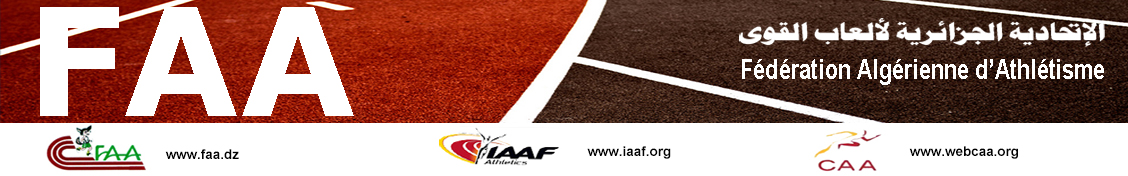 FAA
الإتحادية الجزائرية لألعاب القوى
Fédération Algérienne d'Athlétisme
FAA
www.faa.dz
IAAF
Athletics
www.iaaf.org
CAA
www.webcaa.org